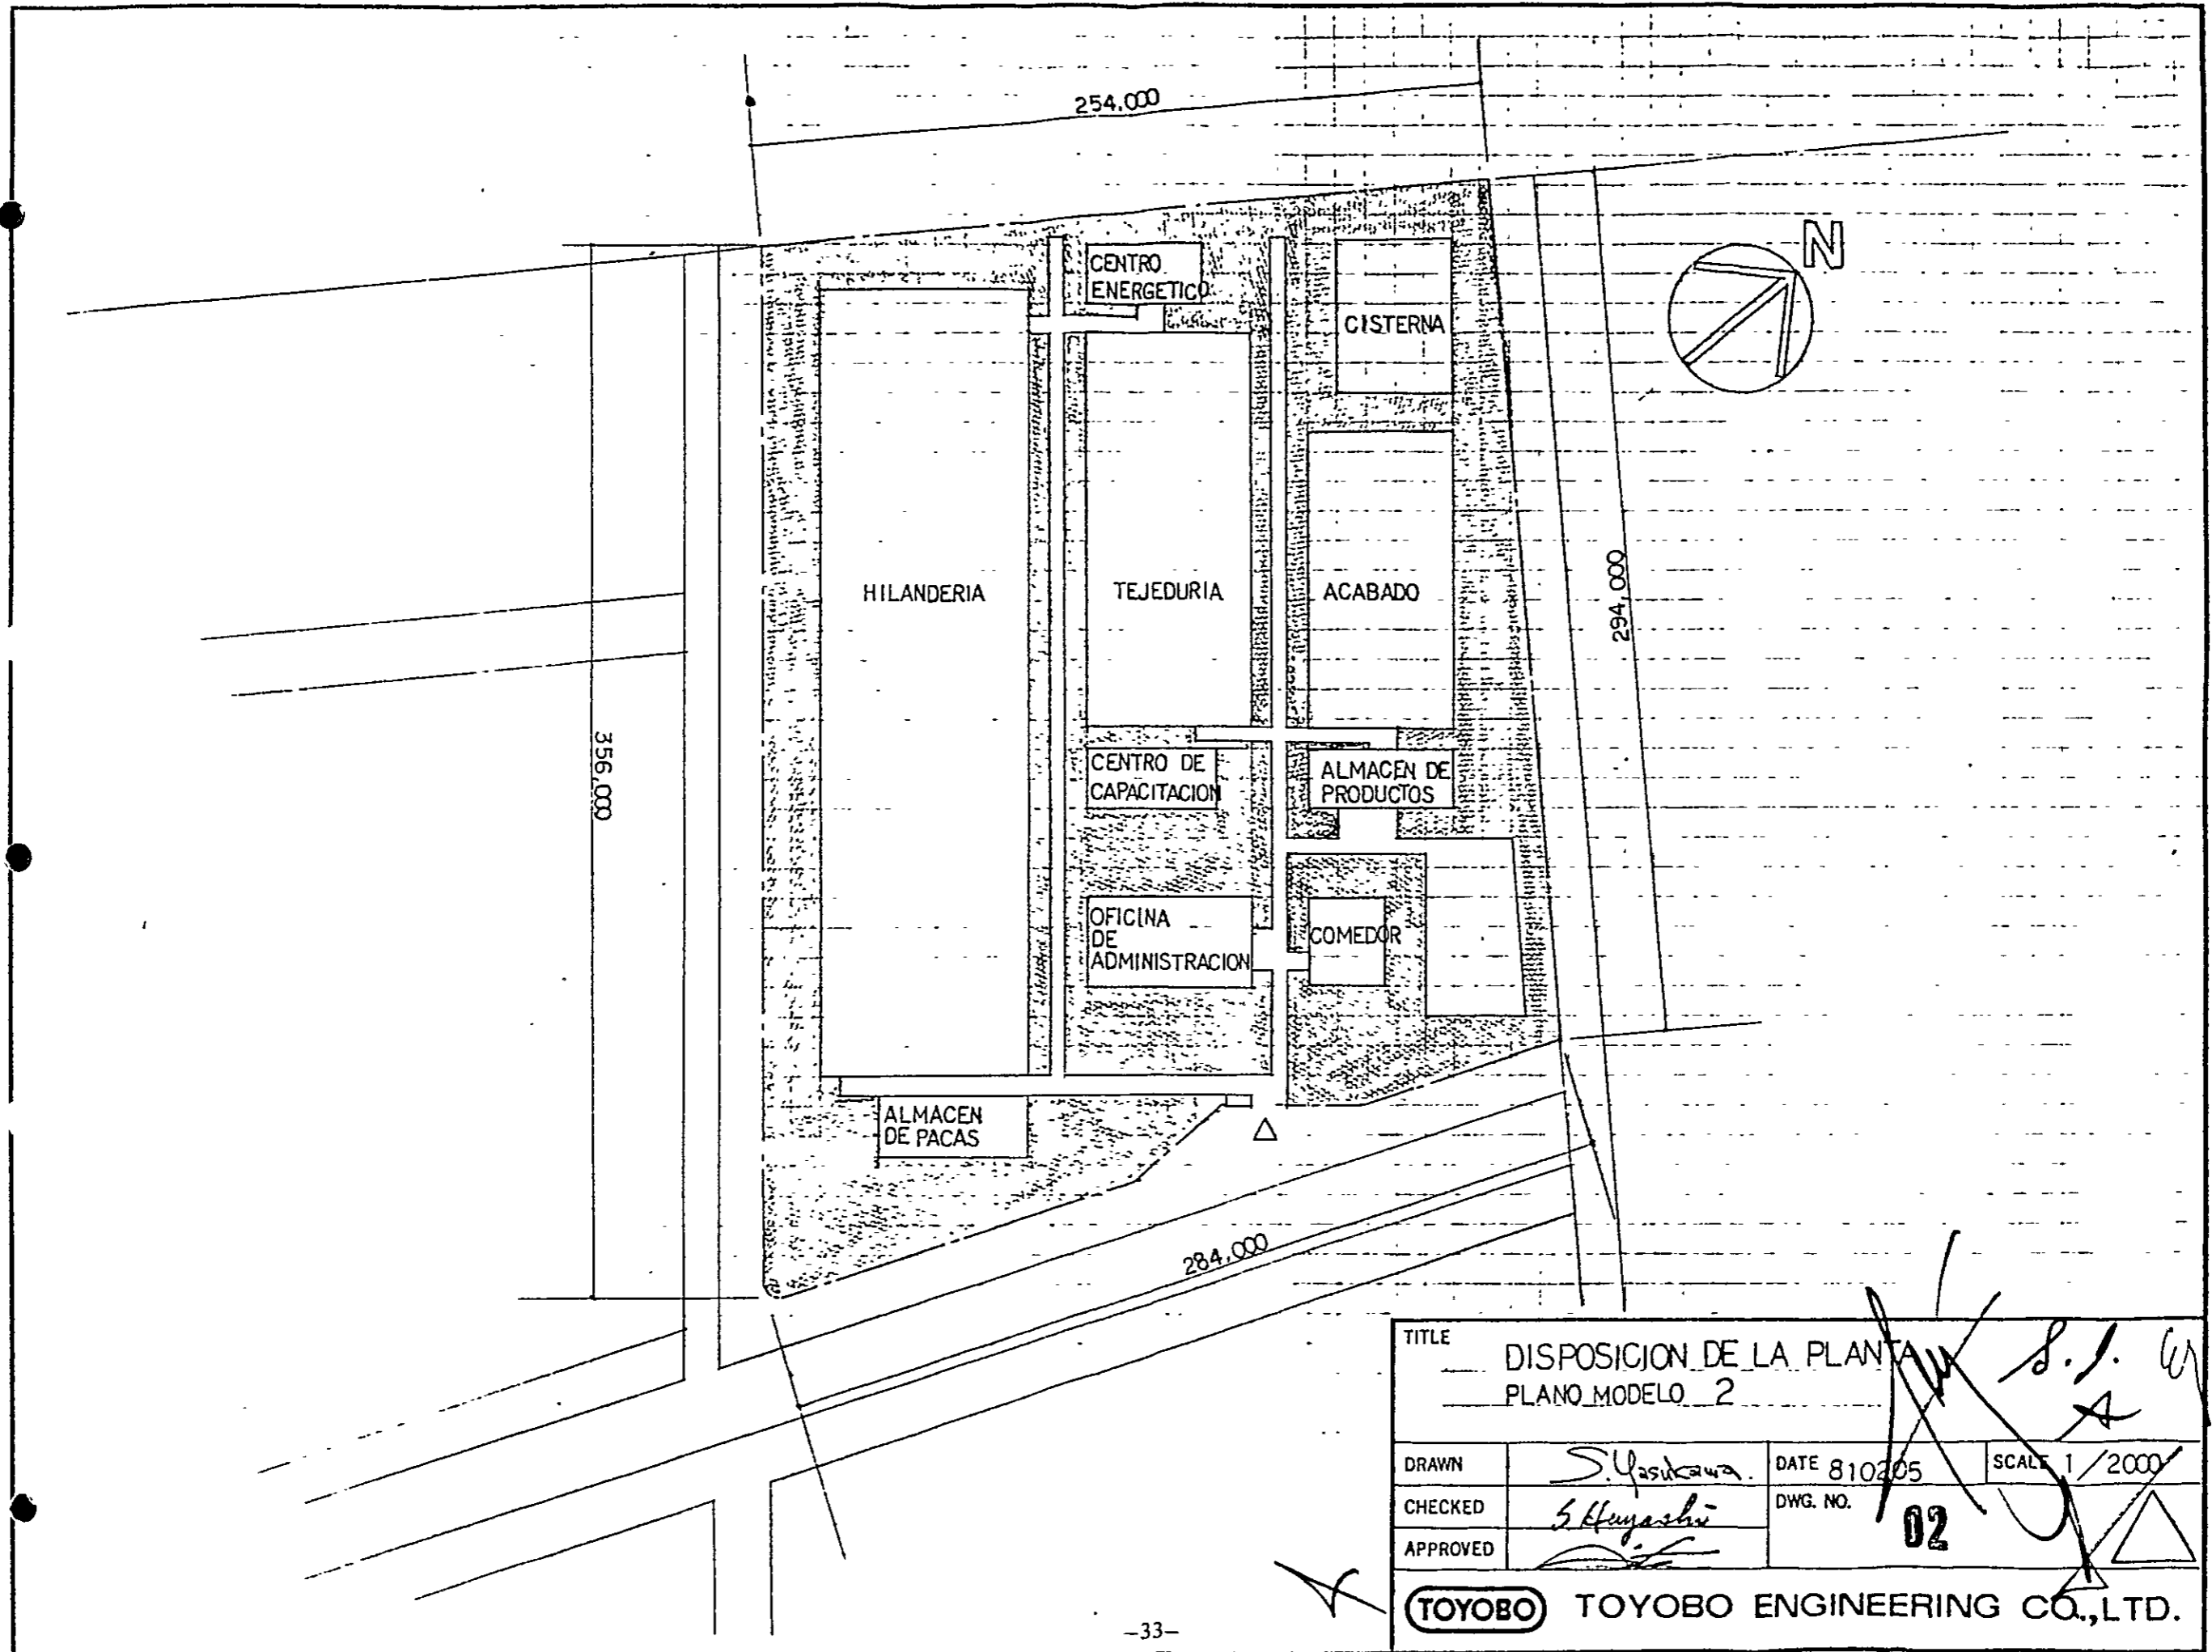 254,000
N
CENTRO
ENERGETICO
CISTERNA
HILANDERIA
TEJEDURIA
ACABADO
294,000
356,000
CENTRO DE
CAPACITACION
ALMACEN DE
PRODUCTOS
OFICINA
DE
ADMINISTRACION
COMEDOR
ALMACEN
DE PACAS
284,000
TITLE
DISPOSICION DE LA PLANTA
PLANO MODELO 2
S.I.
DRAWN
S. Yasukawa.
DATE 810205
SCALE 1/2000
CHECKED
S. Hayashi
DWG. NO.
02
APPROVED
TOYOBO
TOYOBO ENGINEERING CO.,LTD.
-33-